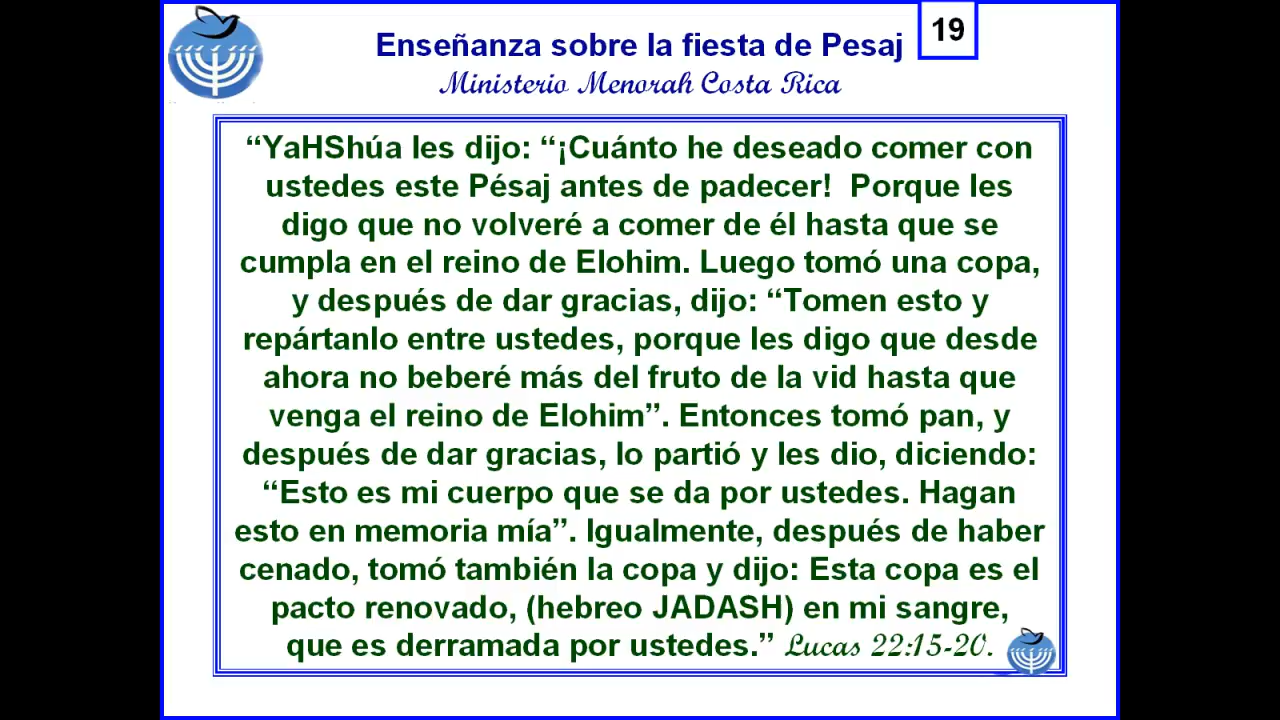 19
Enseñanza sobre la fiesta de Pesaj
Ministerio Menorah Costa Rica
“YaHShúa les dijo: “¡Cuánto he deseado comer con
ustedes este Pésaj antes de padecer!  Porque les
digo que no volveré a comer de él hasta que se
cumpla en el reino de Elohim. Luego tomó una copa,
y después de dar gracias, dijo: “Tomen esto y
repártanlo entre ustedes, porque les digo que desde
ahora no beberé más del fruto de la vid hasta que
venga el reino de Elohim”. Entonces tomó pan, y
después de dar gracias, lo partió y les dio, diciendo:
“Esto es mi cuerpo que se da por ustedes. Hagan
esto en memoria mía”. Igualmente, después de haber
cenado, tomó también la copa y dijo: Esta copa es el
pacto renovado, (hebreo JADASH) en mi sangre,
que es derramada por ustedes.” Lucas 22:15-20.